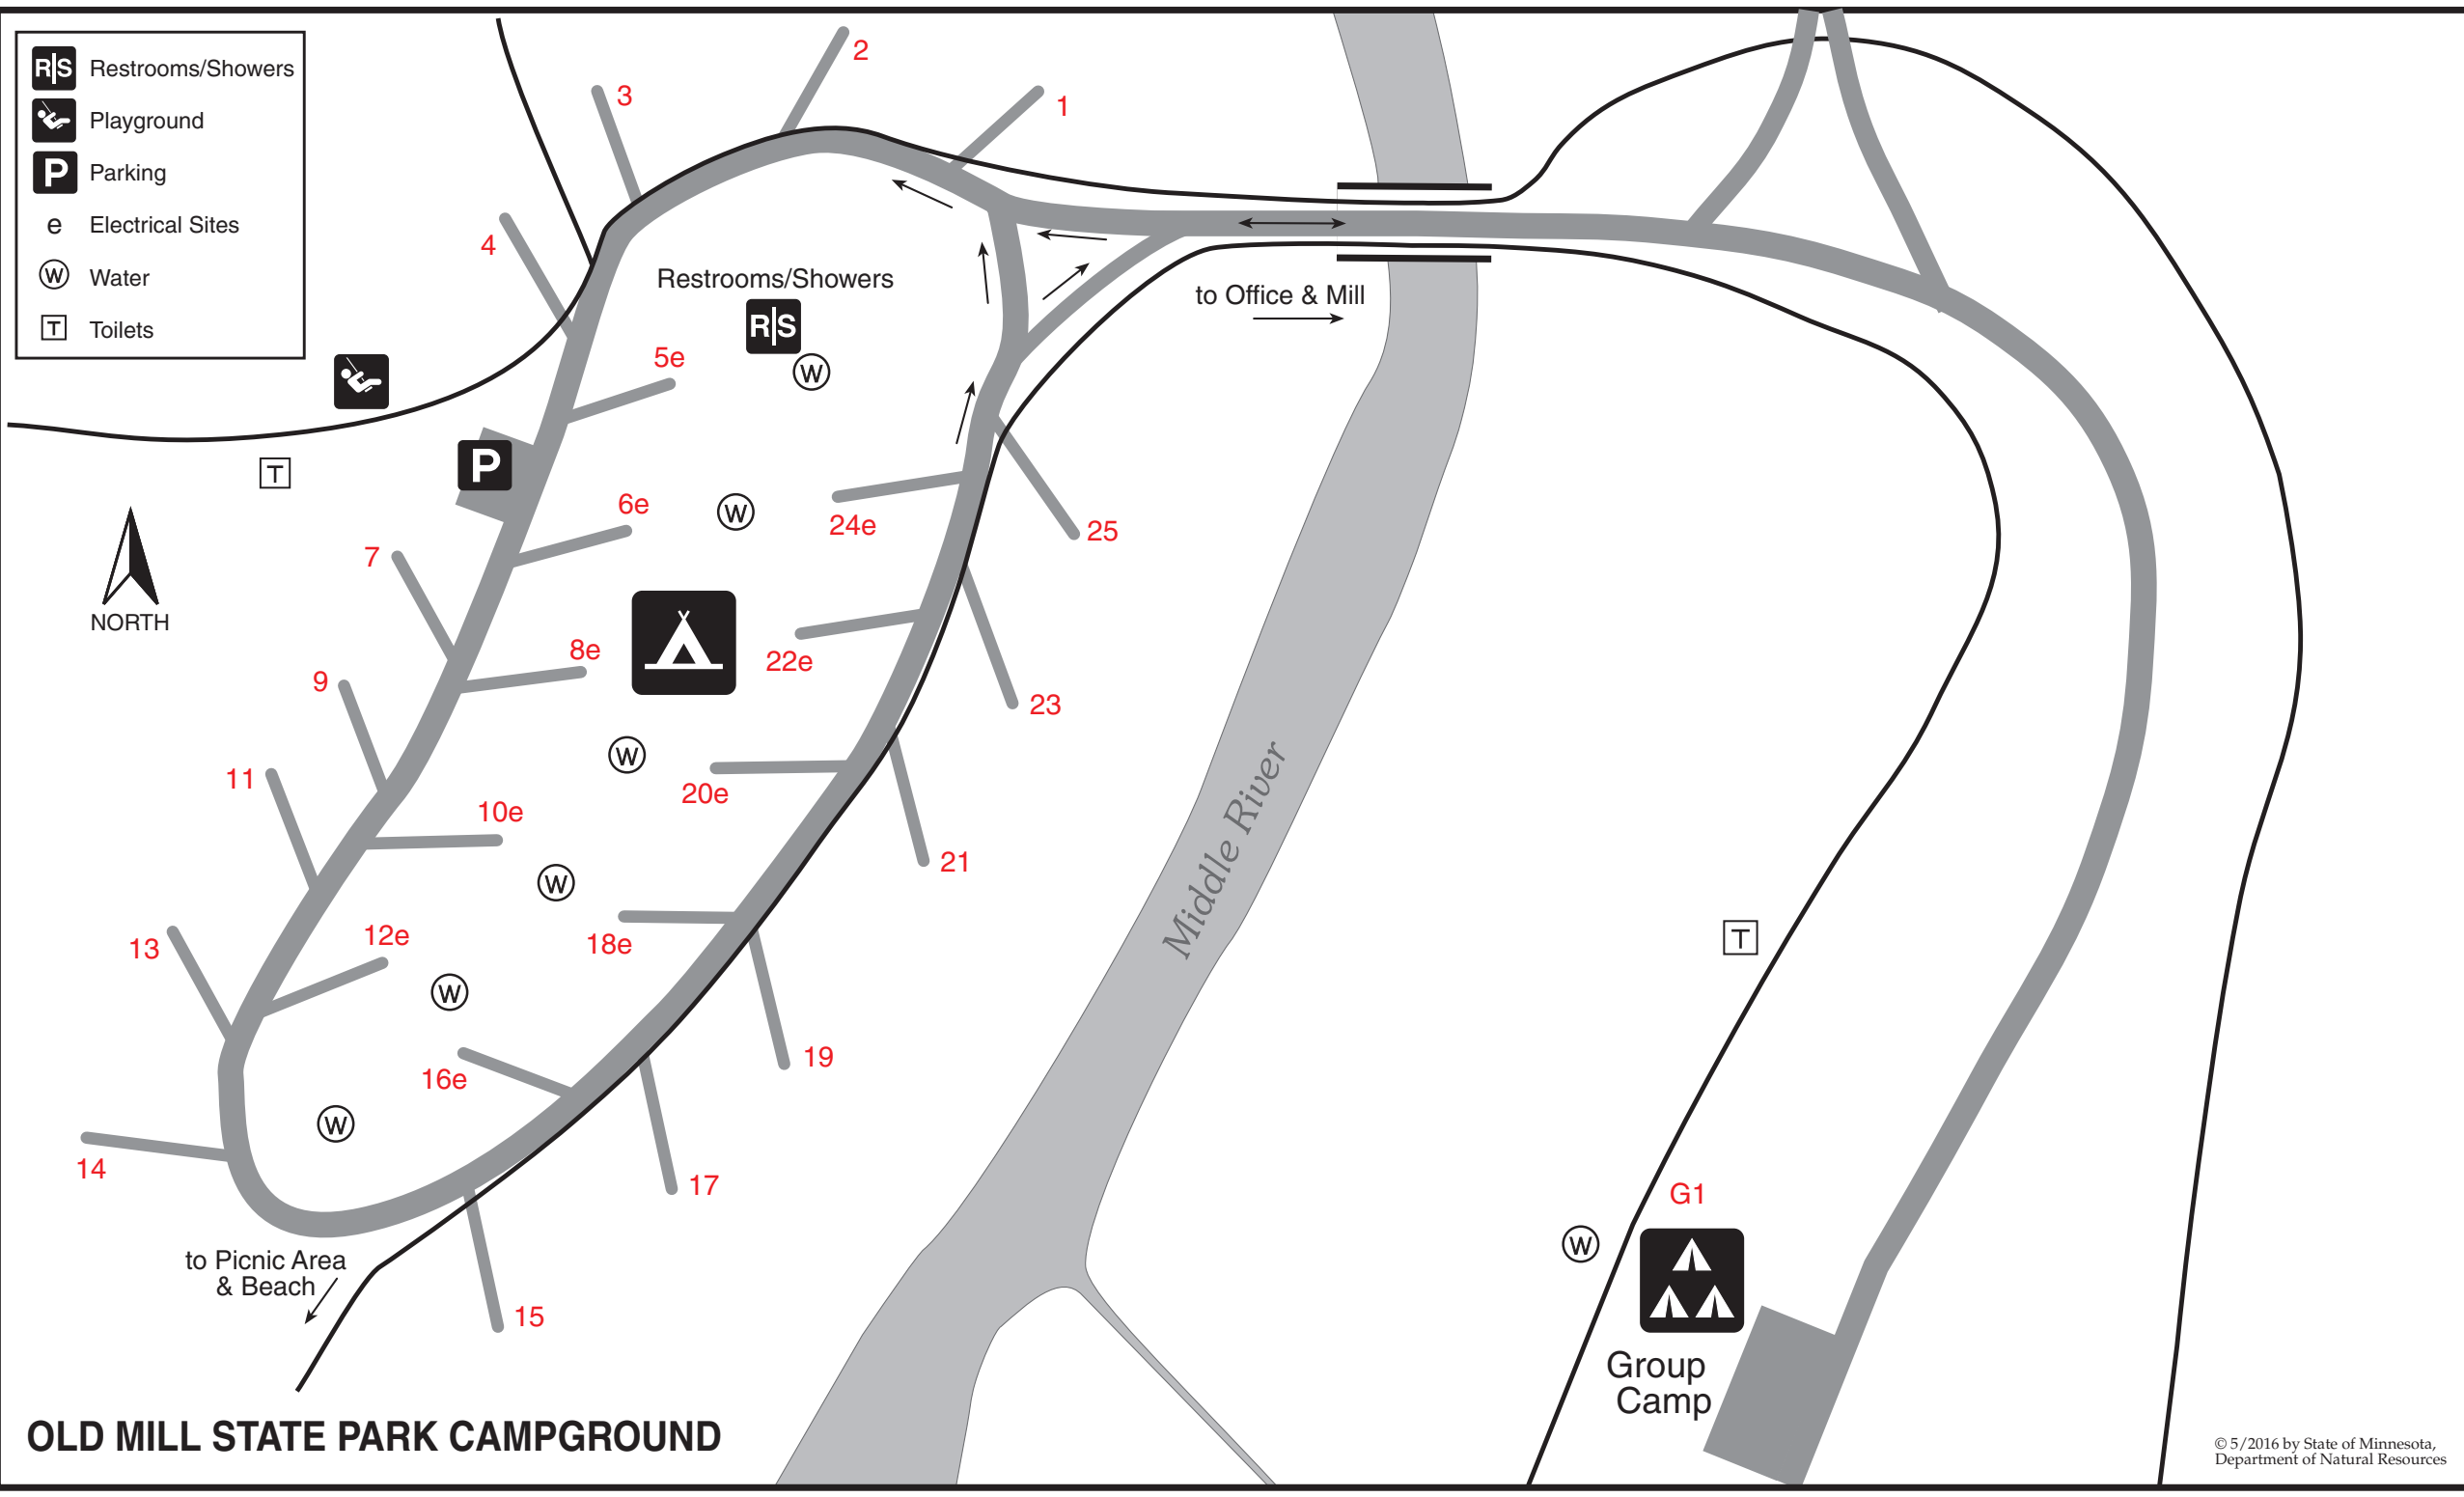 R|S Restrooms/Showers
Playground
P Parking
e Electrical Sites
W Water
T Toilets
2
3
1
4
Restrooms/Showers
R|S
W
to Office & Mill
5e
P
T
6e
W
24e
25
NORTH
7
8e
22e
9
23
W
11
20e
10e
21
Middle River
W
13
12e
18e
T
W
16e
19
W
14
17
G1
W
to Picnic Area
& Beach
15
Group
Camp
OLD MILL STATE PARK CAMPGROUND
© 5/2016 by State of Minnesota,
Department of Natural Resources